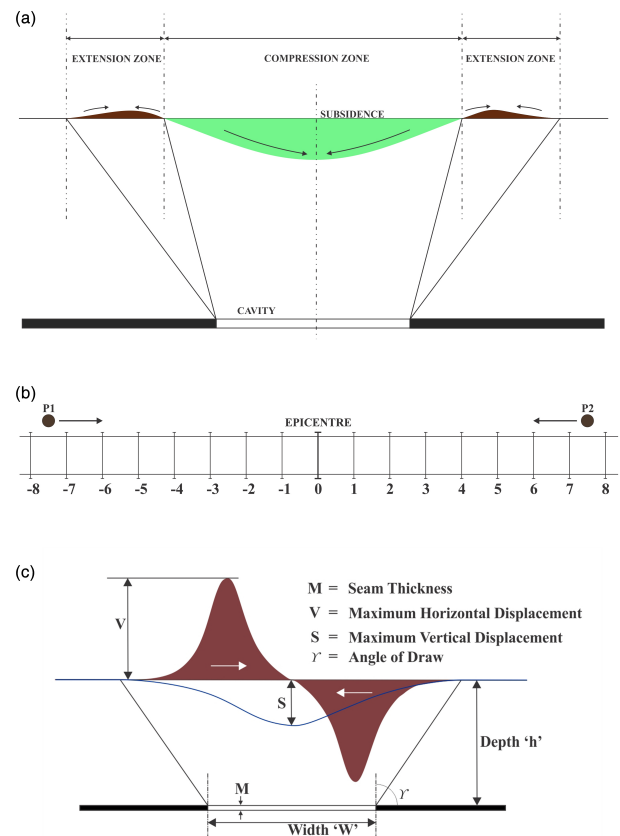 (a)
EXTENSION ZONE COMPRESSION ZONE EXTENSION ZONE
SUBSIDENCE
CAVITY
(b)
P1 P2
EPICENTRE
-8 -7 -6 -5 -4 -3 -2 -1 0 1 2 3 4 5 6 7 8
(c)
M = Seam Thickness
V = Maximum Horizontal Displacement
S = Maximum Vertical Displacement
ϒ = Angle of Draw
V
S
Depth ‘h’
M
ϒ
Width ‘W’